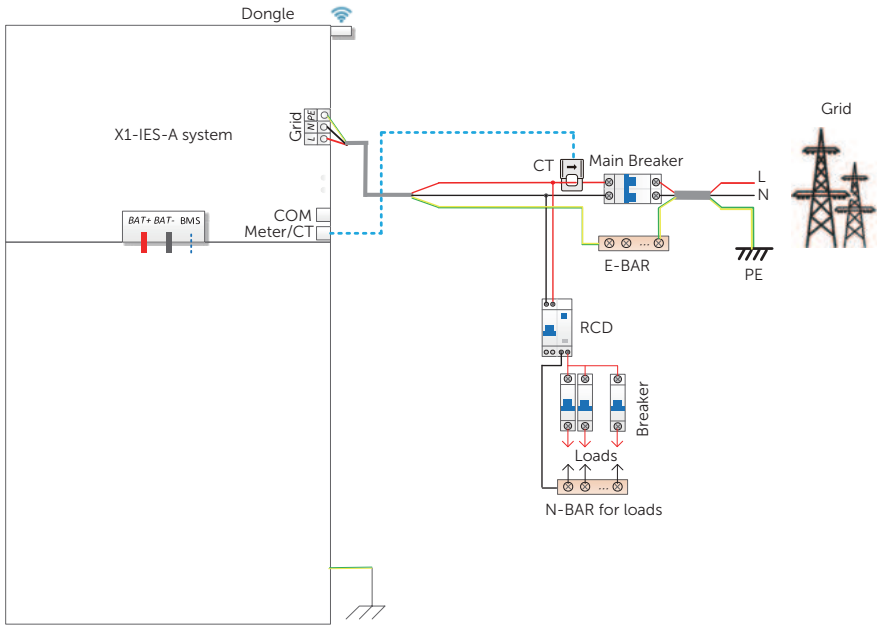 Dongle
Grid
X1-IES-A system
Grid
L N PE
CT
Main Breaker
L
N
COM
Meter/CT
BAT+ BAT- BMS
E-BAR
...
PE
RCD
Breaker
Loads
...
N-BAR for loads